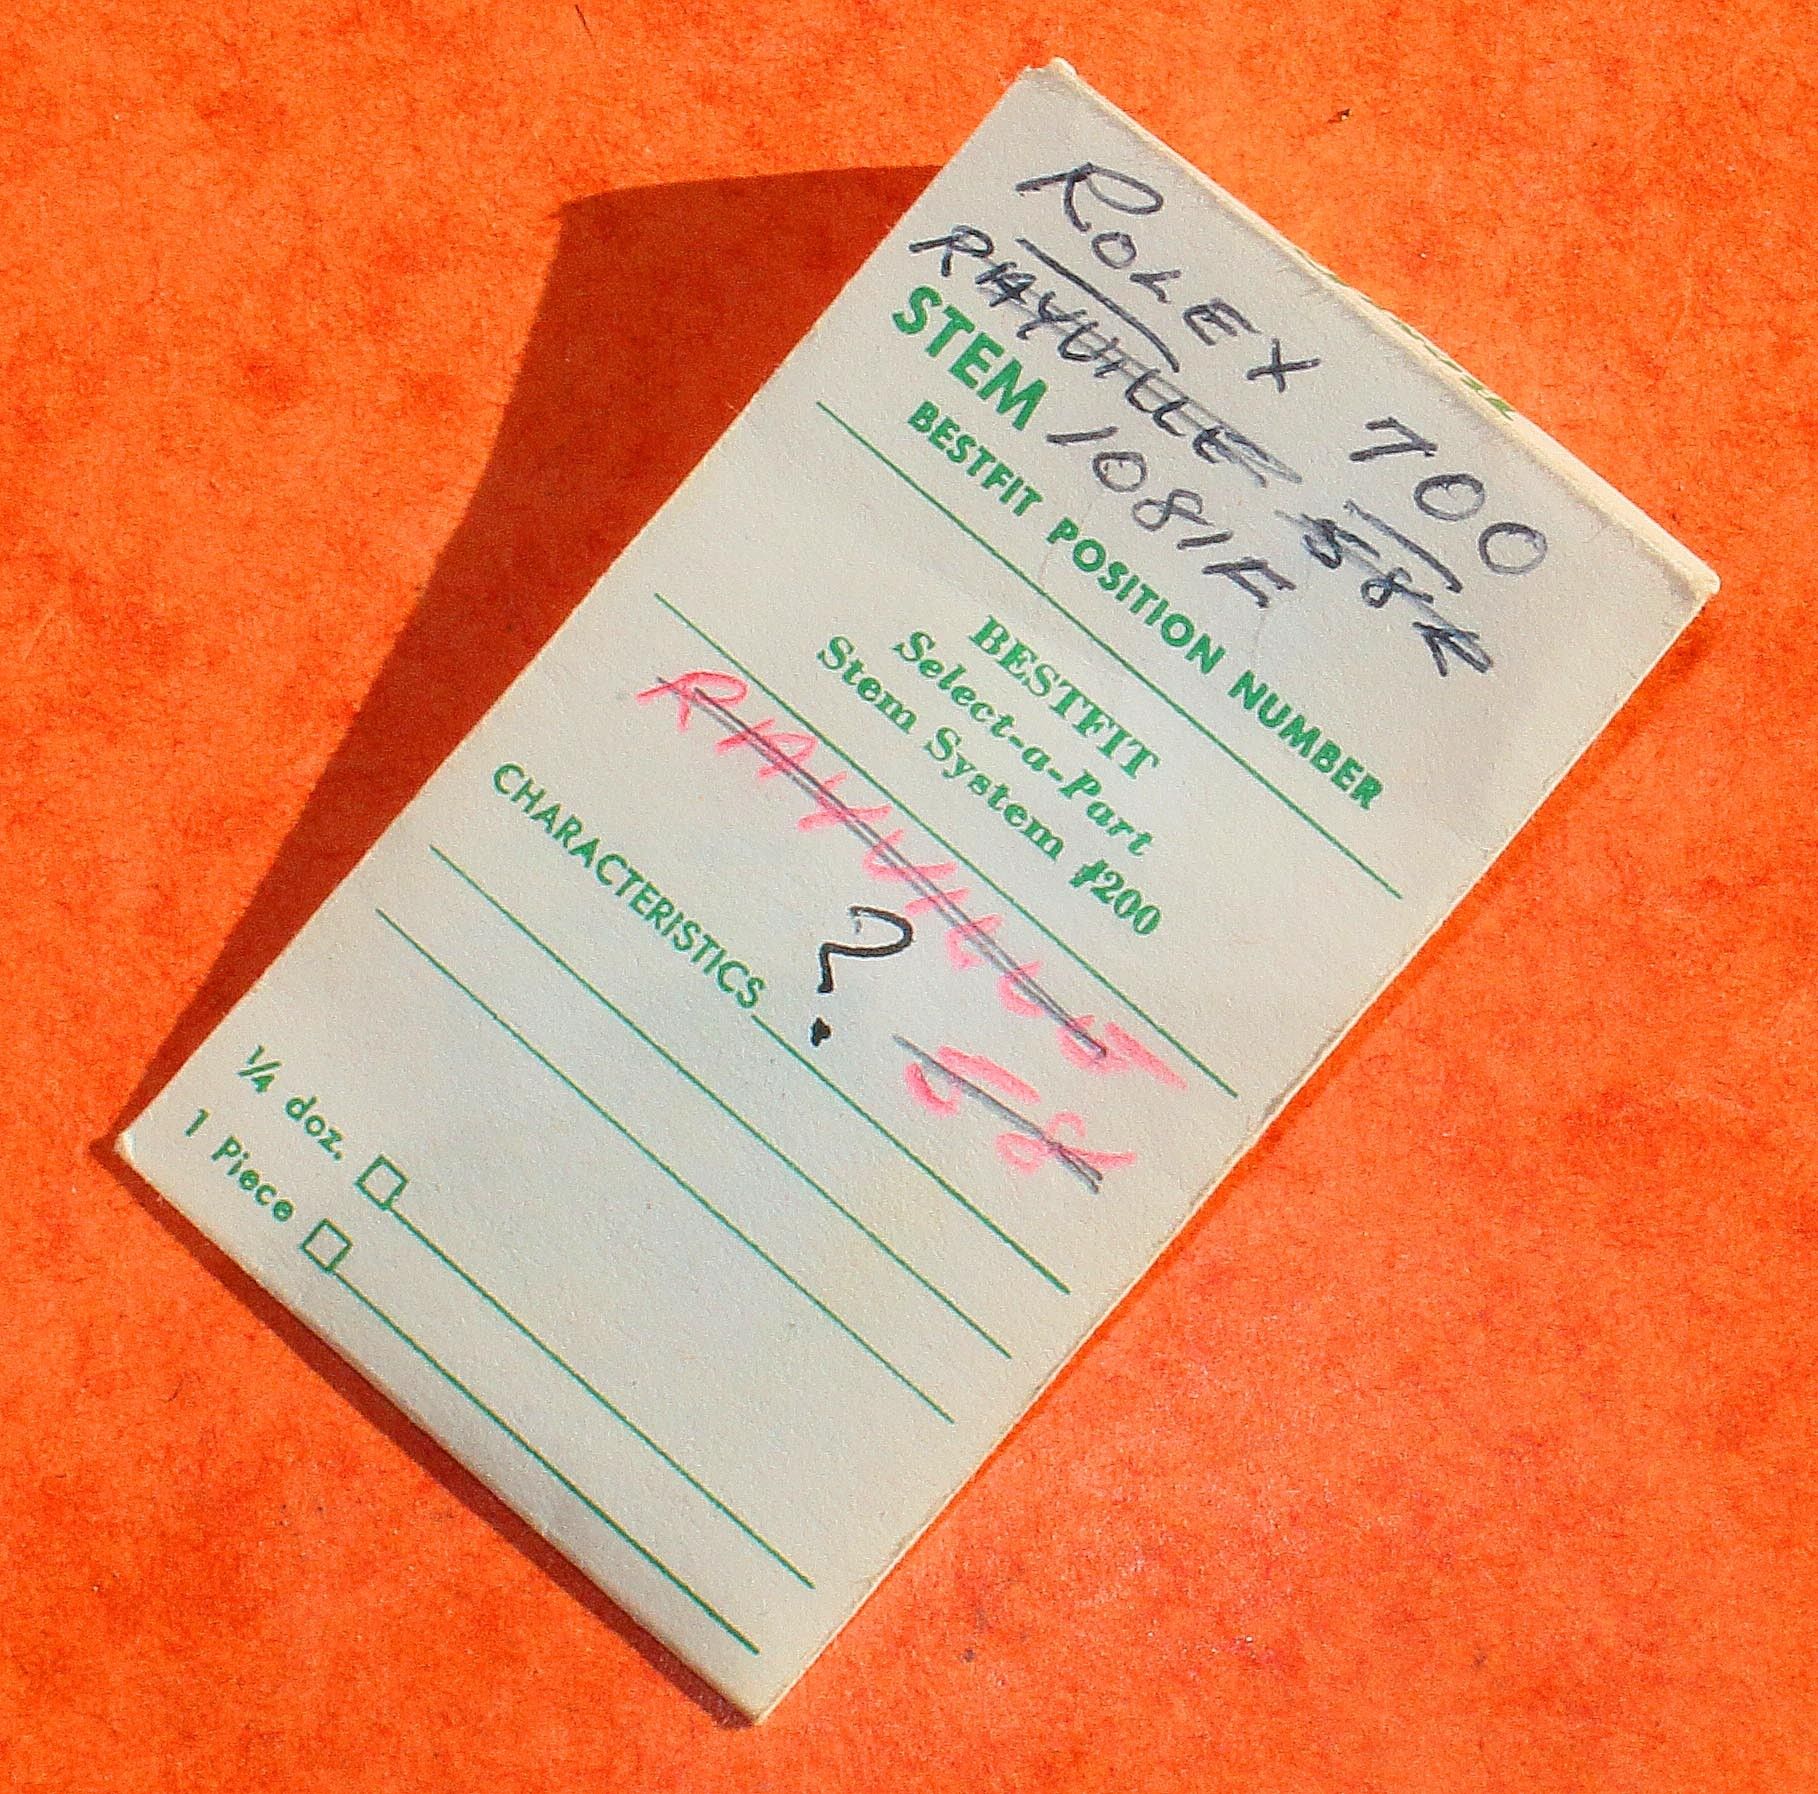 ROLEX 700
RAYVILLE 58R
STEM 1081E
BESTFIT POSITION NUMBER
BESTFIT
Select-a-Part
Stem System #200
58
?
CHARACTERISTICS
1/4 doz.
1 Piece